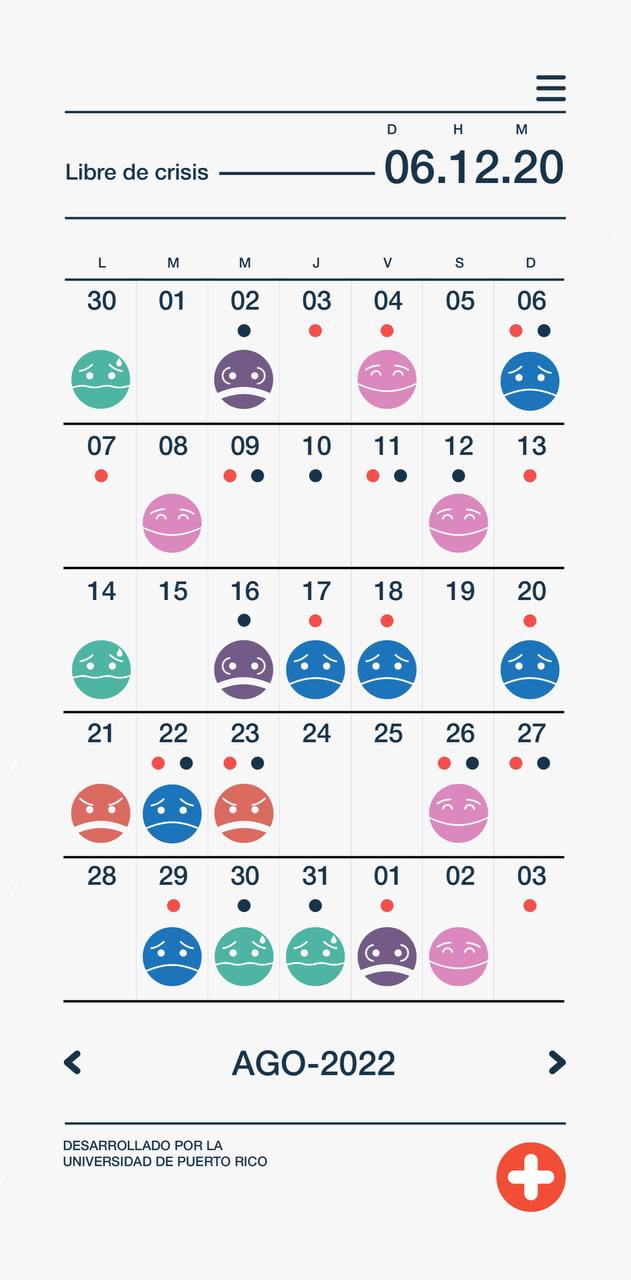 D H M
Libre de crisis 06.12.20
L M M J V S D
30 01 02 03 04 05 06
07 08 09 10 11 12 13
14 15 16 17 18 19 20
21 22 23 24 25 26 27
28 29 30 31 01 02 03
AGO-2022
DESARROLLADO POR LA
UNIVERSIDAD DE PUERTO RICO